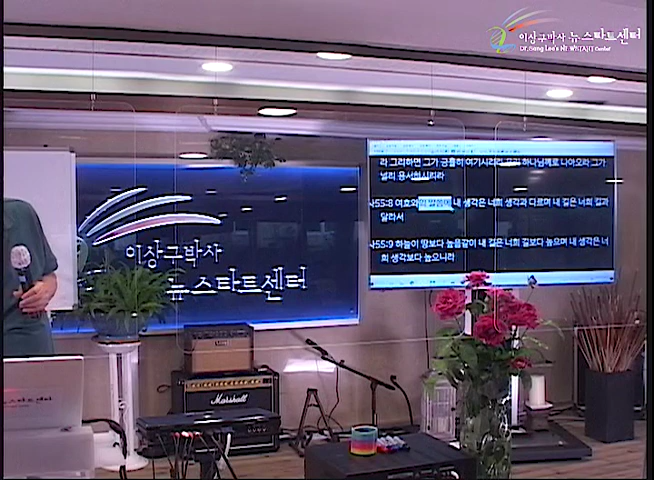 이상구박사 뉴스타트센터
Dr.Sang Lee's NEWSTART Center
라 그리하면 그가 긍휼히 여기시리라 우리 하나님께로 나아오라 그가
널리 용서하시리라
사55:8 여호와의 말씀에 내 생각은 너희 생각과 다르며 내 길은 너희 길과
달라서
사55:9 하늘이 땅보다 높음같이 내 길은 너희 길보다 높으며 내 생각은 너
희 생각보다 높으니라
이상구박사
뉴스타트센터
Marshall